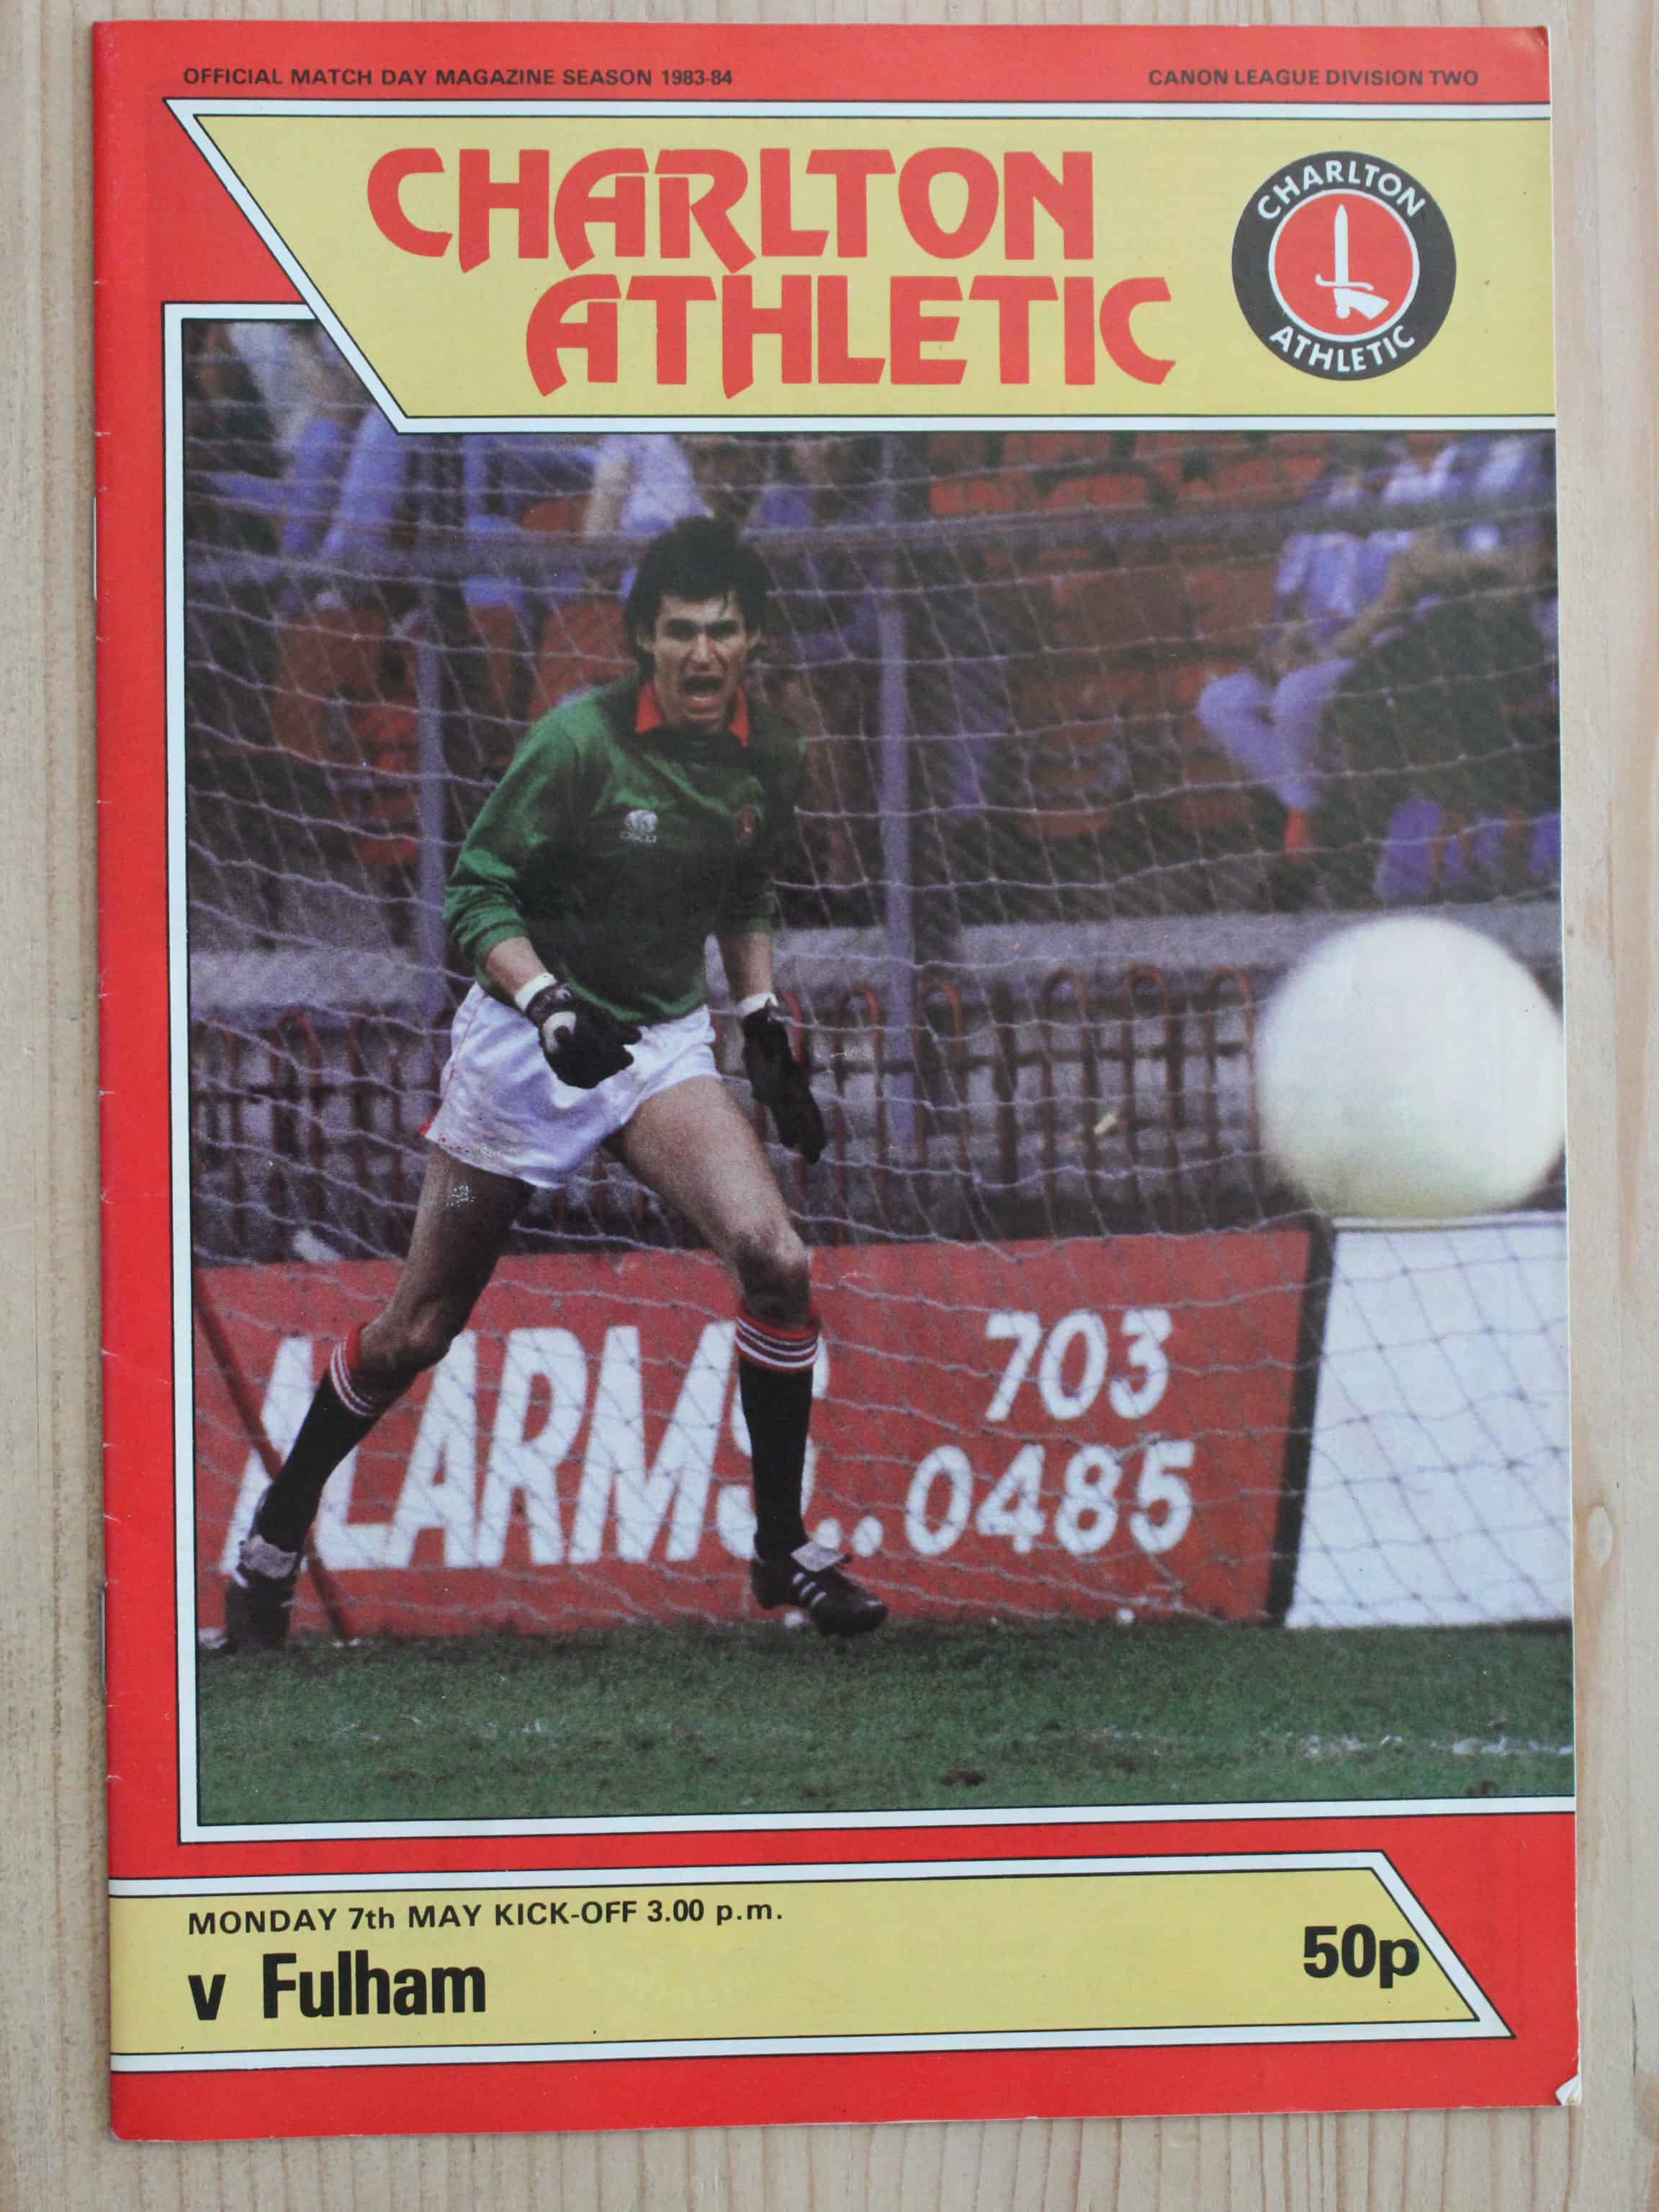 OFFICIAL MATCH DAY MAGAZINE SEASON 1983-84
CANON LEAGUE DIVISION TWO
CHARLTON
ATHLETIC
CHARLTON
ATHLETIC
ALARMS..
703
0485
MONDAY 7th MAY KICK-OFF 3.00 p.m.
v Fulham
50p